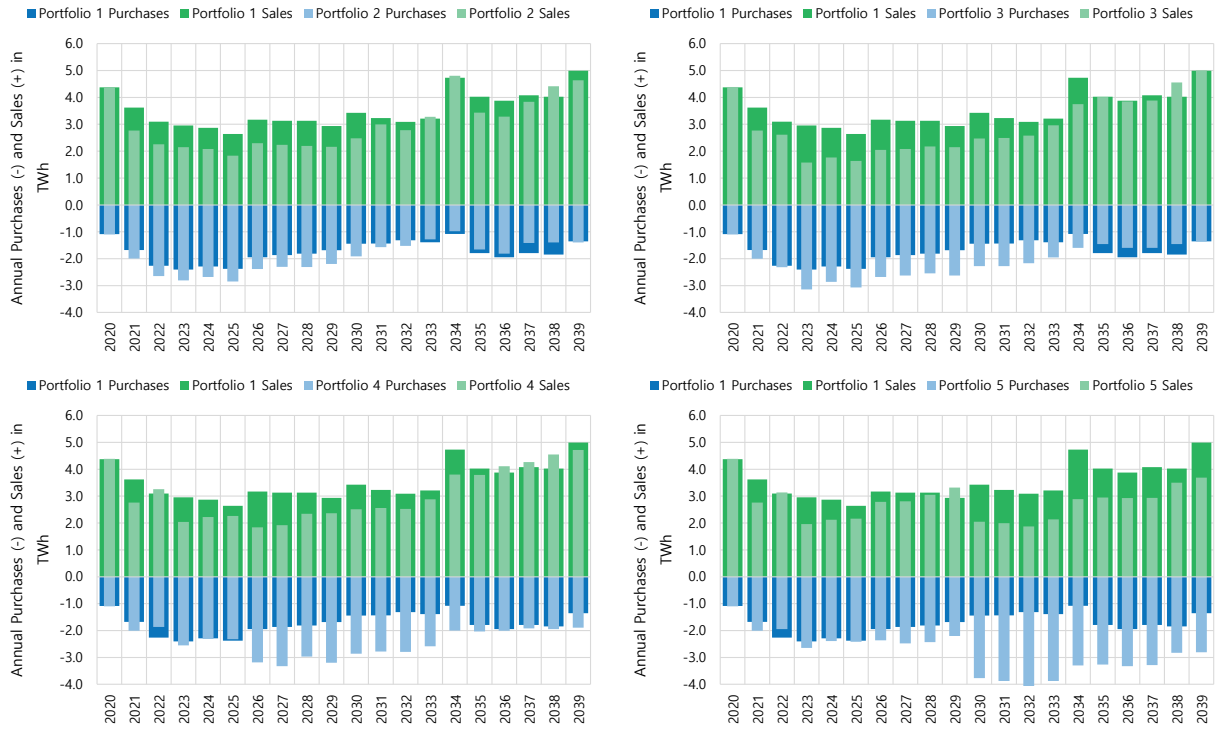 Portfolio 1 Purchases Portfolio 1 Sales Portfolio 2 Purchases Portfolio 2 Sales
Annual Purchases (-) and Sales (+) in
TWh
6.0
5.0
4.0
3.0
2.0
1.0
0.0
-1.0
-2.0
-3.0
-4.0
2020 2021 2022 2023 2024 2025 2026 2027 2028 2029 2030 2031 2032 2033 2034 2035 2036 2037 2038 2039
Portfolio 1 Purchases Portfolio 1 Sales Portfolio 3 Purchases Portfolio 3 Sales
Annual Purchases (-) and Sales (+) in
TWh
6.0
5.0
4.0
3.0
2.0
1.0
0.0
-1.0
-2.0
-3.0
-4.0
2020 2021 2022 2023 2024 2025 2026 2027 2028 2029 2030 2031 2032 2033 2034 2035 2036 2037 2038 2039
Portfolio 1 Purchases Portfolio 1 Sales Portfolio 4 Purchases Portfolio 4 Sales
Annual Purchases (-) and Sales (+) in
TWh
6.0
5.0
4.0
3.0
2.0
1.0
0.0
-1.0
-2.0
-3.0
-4.0
2020 2021 2022 2023 2024 2025 2026 2027 2028 2029 2030 2031 2032 2033 2034 2035 2036 2037 2038 2039
Portfolio 1 Purchases Portfolio 1 Sales Portfolio 5 Purchases Portfolio 5 Sales
Annual Purchases (-) and Sales (+) in
TWh
6.0
5.0
4.0
3.0
2.0
1.0
0.0
-1.0
-2.0
-3.0
-4.0
2020 2021 2022 2023 2024 2025 2026 2027 2028 2029 2030 2031 2032 2033 2034 2035 2036 2037 2038 2039